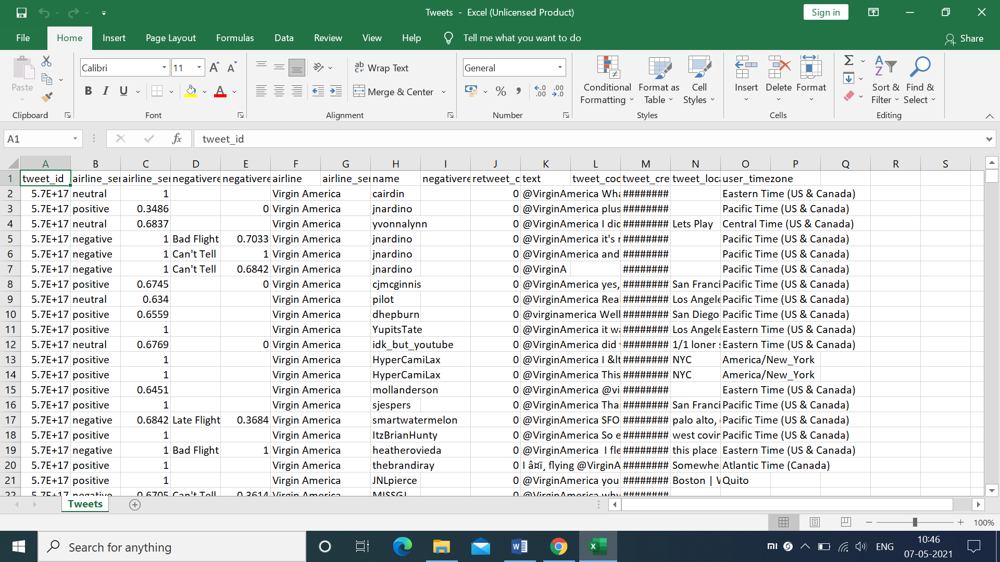 Tweets - Excel (Unlicensed Product)
Sign in
File Home Insert Page Layout Formulas Data Review View Help Tell me what you want to do Share
Paste
Clipboard
Calibri 11
B I U
Font
Wrap Text
Merge & Center
Alignment
General
Number
Conditional Formatting
Format as Table
Cell Styles
Styles
Insert Delete Format
Cells
Sort & Filter
Find & Select
Editing
A1 fx tweet_id
A B C D E F G H I J K L M N O P Q R S
1 tweet_id airline_ser airline_ser negativere negativere airline airline_ser name negativere retweet_c text tweet_coo tweet_cre tweet_loca user_timezone
2 5.7E+17 neutral 1 Virgin America cairdin 0 @VirginAmerica Wha ######## Eastern Time (US & Canada)
3 5.7E+17 positive 0.3486 0 Virgin America jnardino 0 @VirginAmerica plus ######## Pacific Time (US & Canada)
4 5.7E+17 neutral 0.6837 Virgin America yvonnalynn 0 @VirginAmerica I did ######## Lets Play Central Time (US & Canada)
5 5.7E+17 negative 1 Bad Flight 0.7033 Virgin America jnardino 0 @VirginAmerica it's r ######## Pacific Time (US & Canada)
6 5.7E+17 negative 1 Can't Tell 1 Virgin America jnardino 0 @VirginAmerica and ######## Pacific Time (US & Canada)
7 5.7E+17 negative 1 Can't Tell 0.6842 Virgin America jnardino 0 @VirginA ######## Pacific Time (US & Canada)
8 5.7E+17 positive 0.6745 0 Virgin America cjmcginnis 0 @VirginAmerica yes, ######## San Franci Pacific Time (US & Canada)
9 5.7E+17 neutral 0.634 Virgin America pilot 0 @VirginAmerica Rea ######## Los Angele Pacific Time (US & Canada)
10 5.7E+17 positive 0.6559 Virgin America dhepburn 0 @virginamerica Well ######## San Diego Pacific Time (US & Canada)
11 5.7E+17 positive 1 Virgin America YupitsTate 0 @VirginAmerica it wa ######## Los Angele Eastern Time (US & Canada)
12 5.7E+17 neutral 0.6769 0 Virgin America idk_but_youtube 0 @VirginAmerica did ######## 1/1 loner s Eastern Time (US & Canada)
13 5.7E+17 positive 1 Virgin America HyperCamiLax 0 @VirginAmerica I &lt ######## NYC America/New_York
14 5.7E+17 positive 1 Virgin America HyperCamiLax 0 @VirginAmerica This ######## NYC America/New_York
15 5.7E+17 positive 0.6451 Virgin America mollanderson 0 @VirginAmerica @vi ######## Eastern Time (US & Canada)
16 5.7E+17 positive 1 Virgin America sjespers 0 @VirginAmerica Tha ######## San Franci Pacific Time (US & Canada)
17 5.7E+17 negative 0.6842 Late Flight 0.3684 Virgin America smartwatermelon 0 @VirginAmerica SFO ######## palo alto, Pacific Time (US & Canada)
18 5.7E+17 positive 1 Virgin America ItzBrianHunty 0 @VirginAmerica So e ######## west covin Pacific Time (US & Canada)
19 5.7E+17 negative 1 Bad Flight 1 Virgin America heatherovieda 0 @VirginAmerica I fle ######## this place Eastern Time (US & Canada)
20 5.7E+17 positive 1 Virgin America thebrandiray 0 I â¤ï¸ flying @VirginA ######## Somewher Atlantic Time (Canada)
21 5.7E+17 positive 1 Virgin America JNLpierce 0 @VirginAmerica you ######## Boston | W Quito
22 5.7E+17 negative 0.6705 Can't Tell 0.3614 Virgin America MISSGJ 0 @VirginAmerica why ########
Tweets
100%
Search for anything
ENG
10:46
07-05-2021